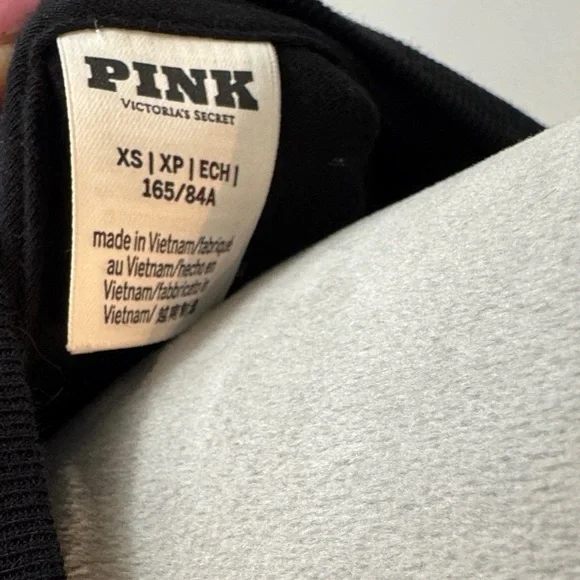 PINK
VICTORIA'S SECRET
XS | XP | ECH |
165/84A
made in Vietnam/fabriqué
au Vietnam/hecho en
Vietnam/fabbricato in
Vietnam/ 越南制造